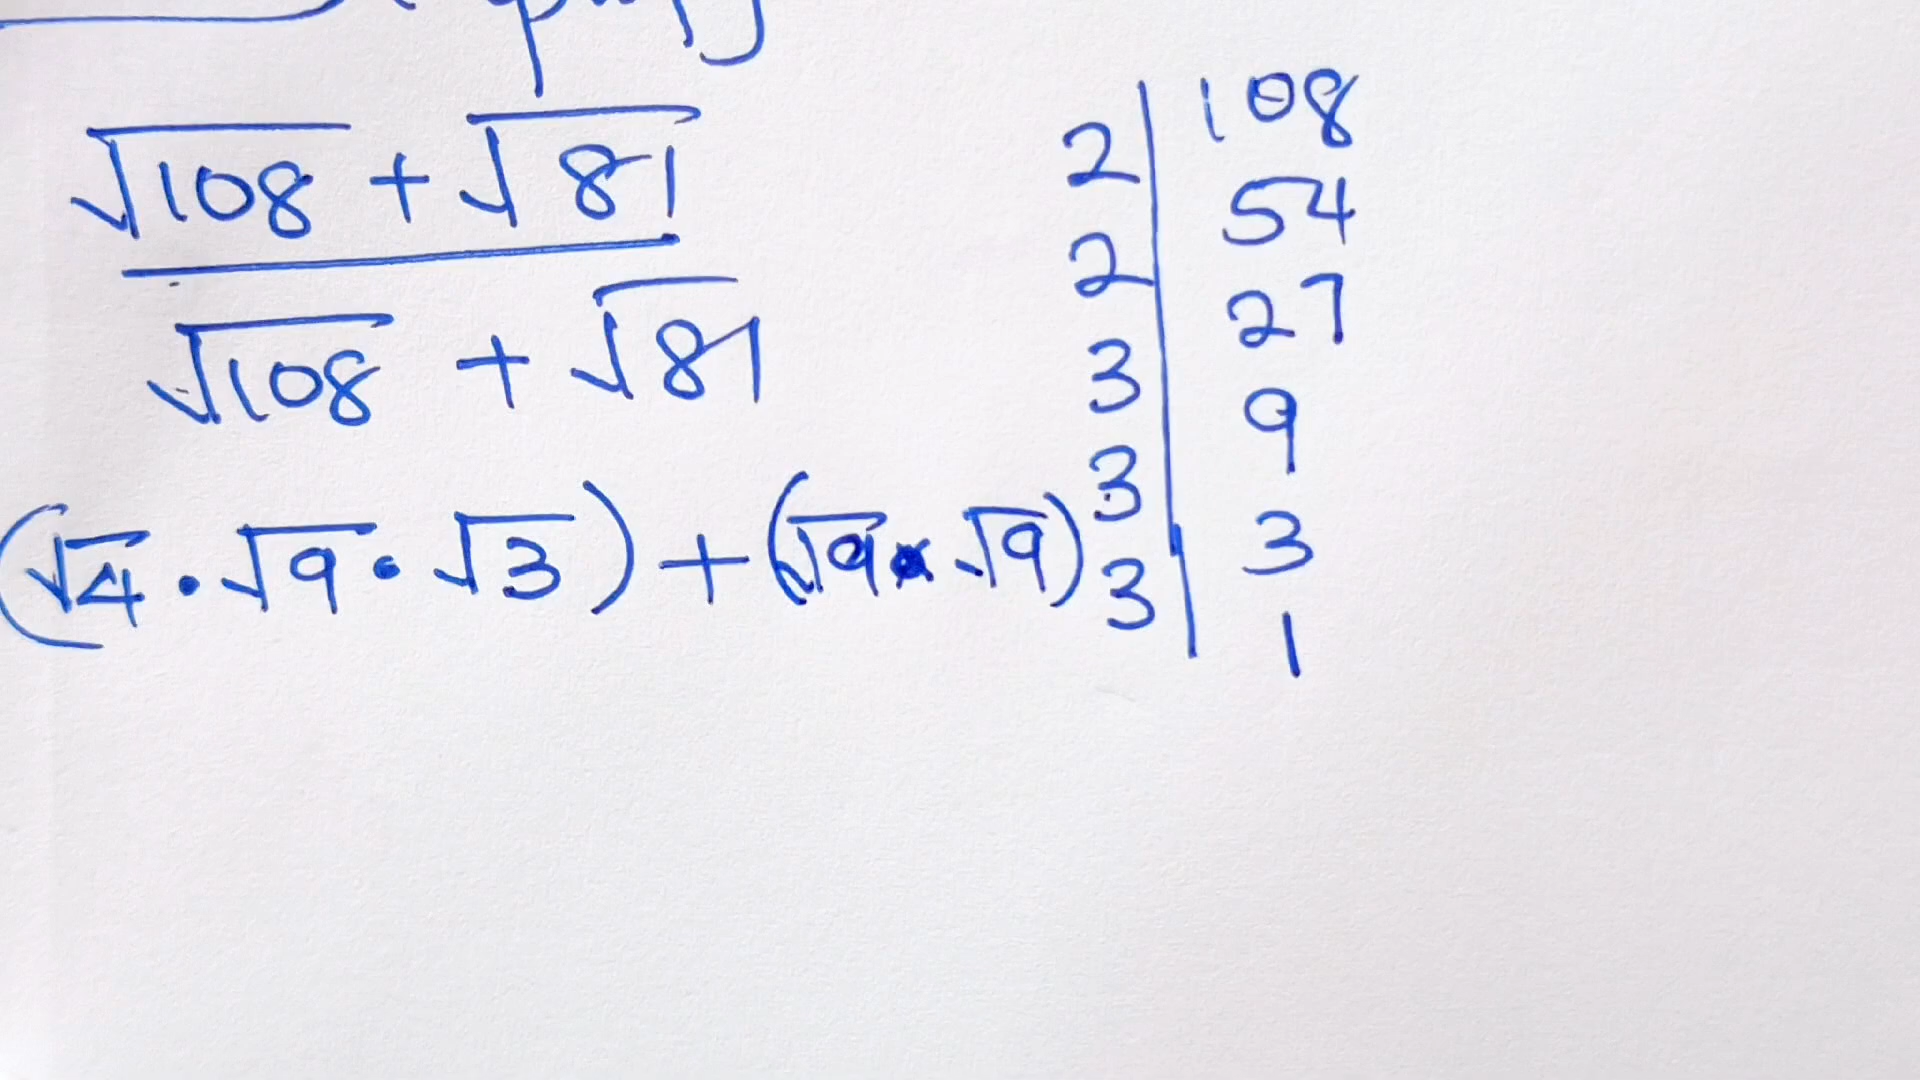 √108 + √81
√108 + √81
(√4 · √9 · √3) + (√9 · √9)
108
2 54
2 27
3 9
3 3
3 1